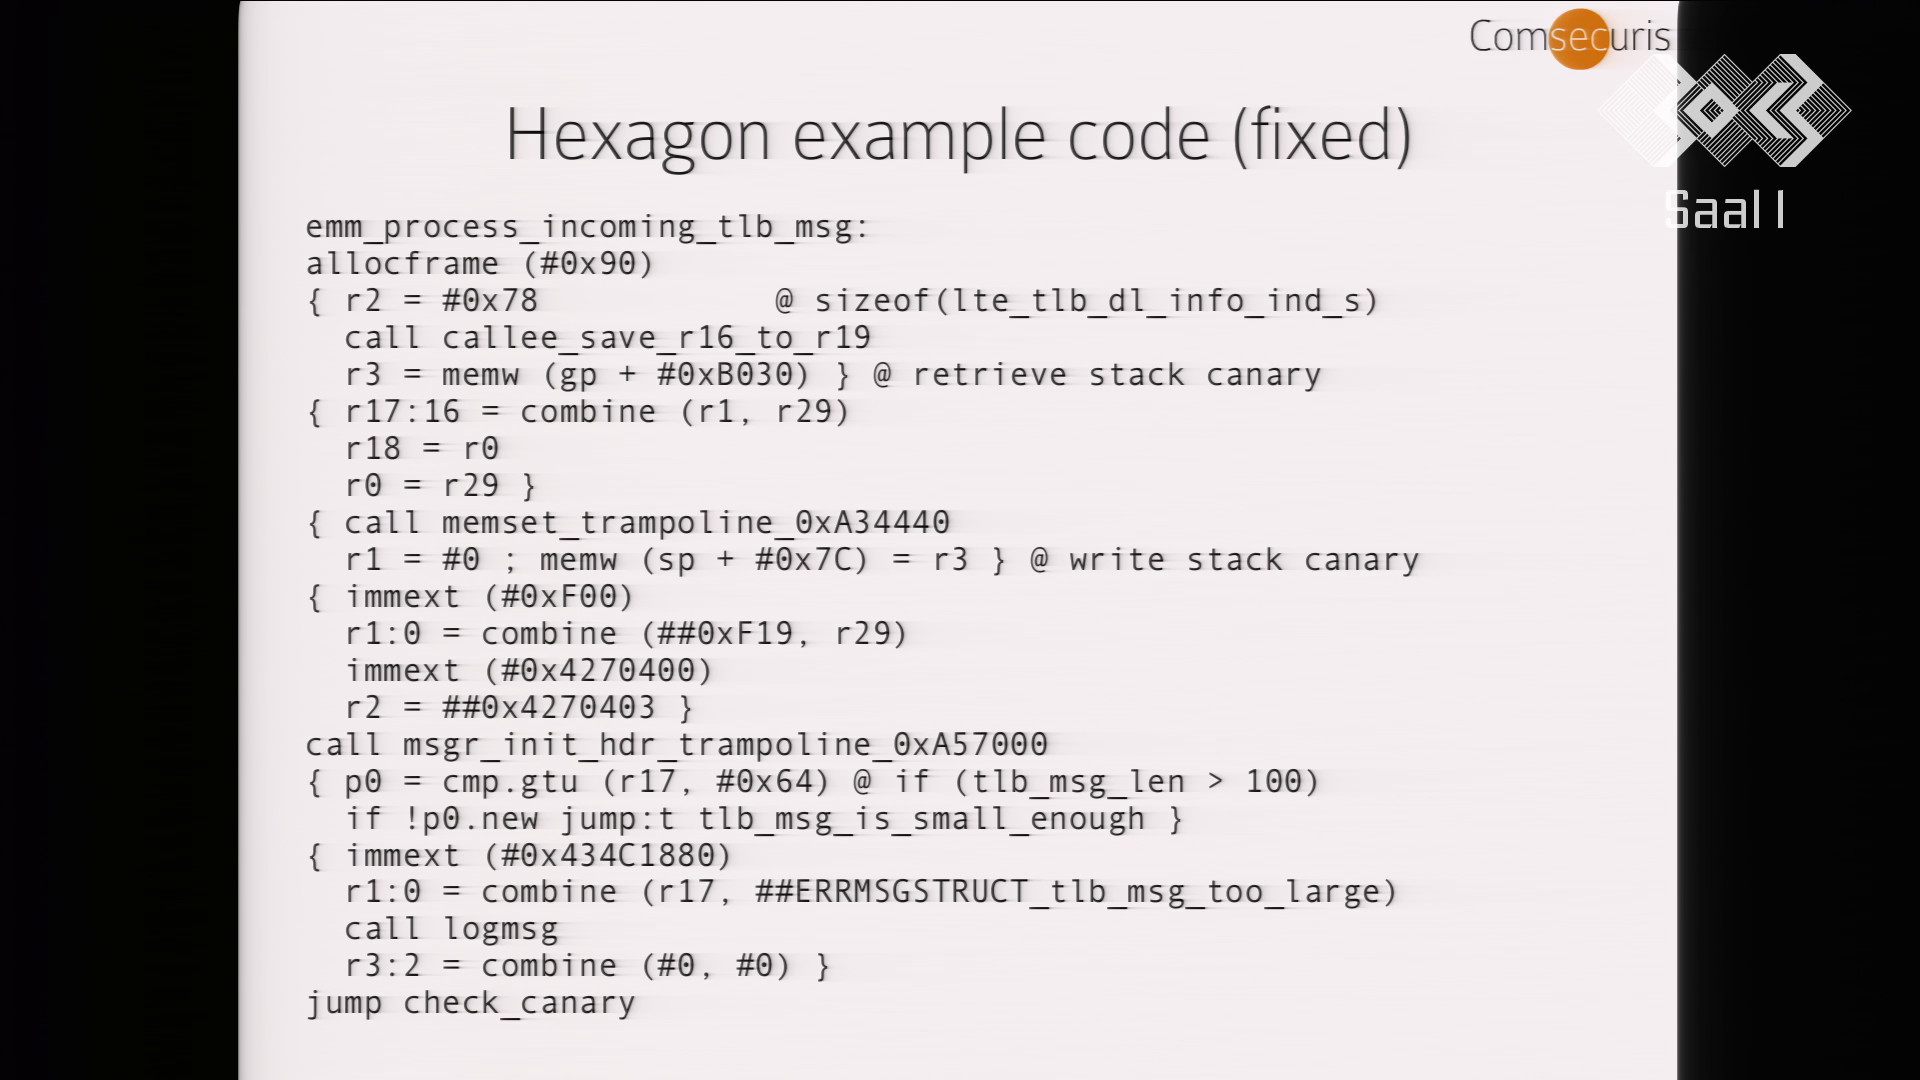 Comsecuris
Saal 1
Hexagon example code (fixed)
emm_process_incoming_tlb_msg:
allocframe (#0x90)
{ r2 = #0x78 @ sizeof(lte_tlb_dl_info_ind_s)
call callee_save_r16_to_r19
r3 = memw (gp + #0xB030) } @ retrieve stack canary
{ r17:16 = combine (r1, r29)
r18 = r0
r0 = r29 }
{ call memset_trampoline_0xA34440
r1 = #0 ; memw (sp + #0x7C) = r3 } @ write stack canary
{ immext (#0xF00)
r1:0 = combine (##0xF19, r29)
immext (#0x4270400)
r2 = ##0x4270403 }
call msgr_init_hdr_trampoline_0xA57000
{ p0 = cmp.gtu (r17, #0x64) @ if (tlb_msg_len > 100)
if !p0.new jump:t tlb_msg_is_small_enough }
{ immext (#0x434C1880)
r1:0 = combine (r17, ##ERRMSGSTRUCT_tlb_msg_too_large)
call logmsg
r3:2 = combine (#0, #0) }
jump check_canary